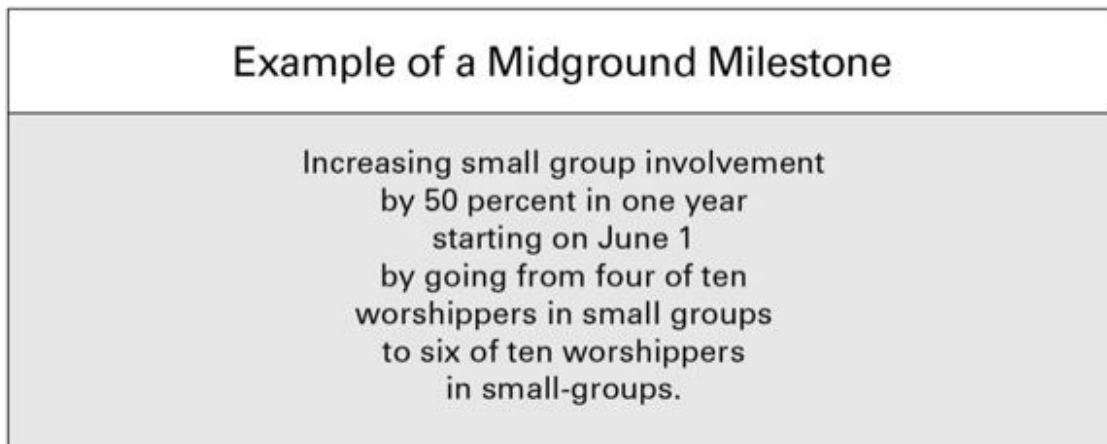 Example of a Midground Milestone
Increasing small group involvement
by 50 percent in one year
starting on June 1
by going from four of ten
worshippers in small groups
to six of ten worshippers
in small-groups.